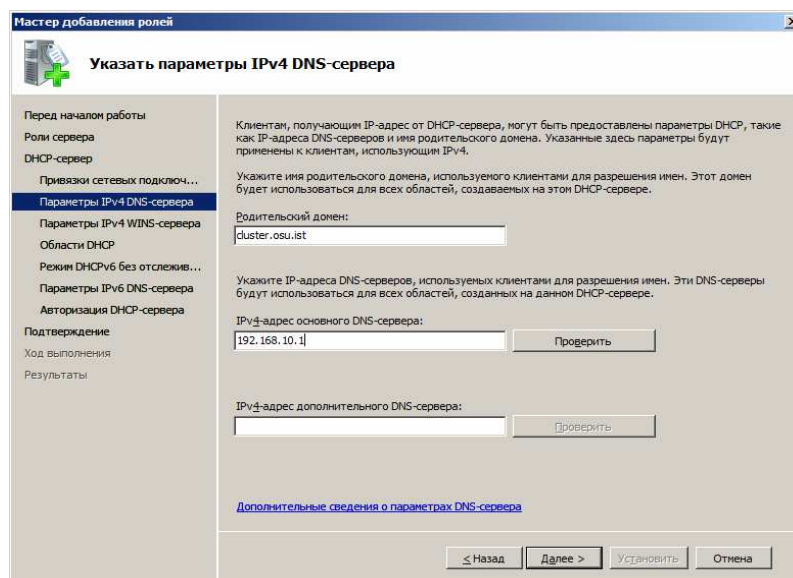 Мастер добавления ролей
Указать параметры IPv4 DNS-сервера
Перед началом работы
Роли сервера
DHCP-сервер
Привязки сетевых подключ...
Параметры IPv4 DNS-сервера
Параметры IPv4 WINS-сервера
Области DHCP
Режим DHCPv6 без отслежив...
Параметры IPv6 DNS-сервера
Авторизация DHCP-сервера
Подтверждение
Ход выполнения
Результаты
Клиентам, получающим IP-адрес от DHCP-сервера, могут быть предоставлены параметры DHCP, такие
как IP-адреса DNS-серверов и имя родительского домена. Указанные здесь параметры будут
применены к клиентам, использующим IPv4.
Укажите имя родительского домена, используемого клиентами для разрешения имен. Этот домен
будет использоваться для всех областей, создаваемых на этом DHCP-сервере.
Родительский домен:
cluster.osu.ist
Укажите IP-адреса DNS-серверов, используемых клиентами для разрешения имен. Эти DNS-серверы
будут использоваться для всех областей, созданных на данном DHCP-сервере.
IPv4-адрес основного DNS-сервера:
192.168.10.1
Проверить
IPv4-адрес дополнительного DNS-сервера:
Проверить
Дополнительные сведения о параметрах DNS-сервера
< Назад
Далее >
Установить
Отмена